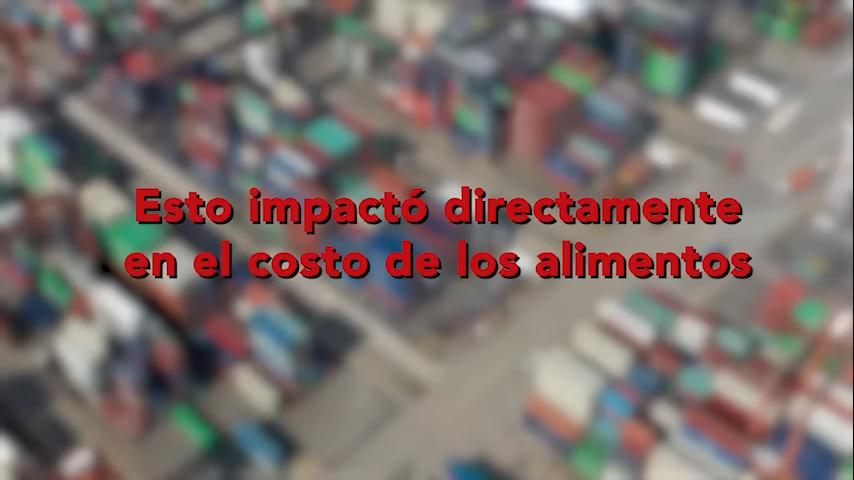 Esto impactó directamente
en el costo de los alimentos